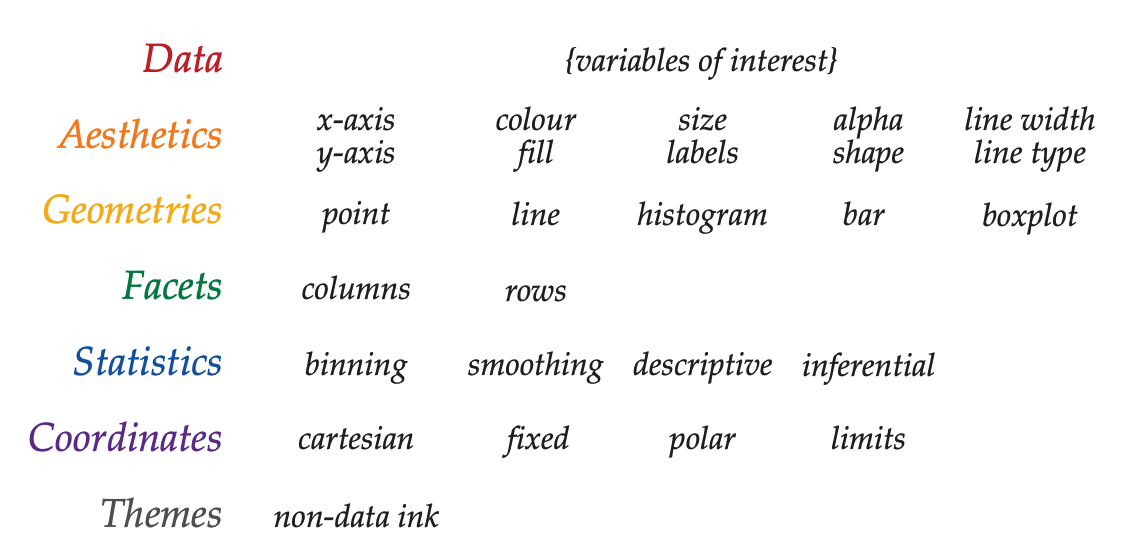 Data {variables of interest}
Aesthetics x-axis colour size alpha line width
y-axis fill labels shape line type
Geometries point line histogram bar boxplot
Facets columns rows
Statistics binning smoothing descriptive inferential
Coordinates cartesian fixed polar limits
Themes non-data ink